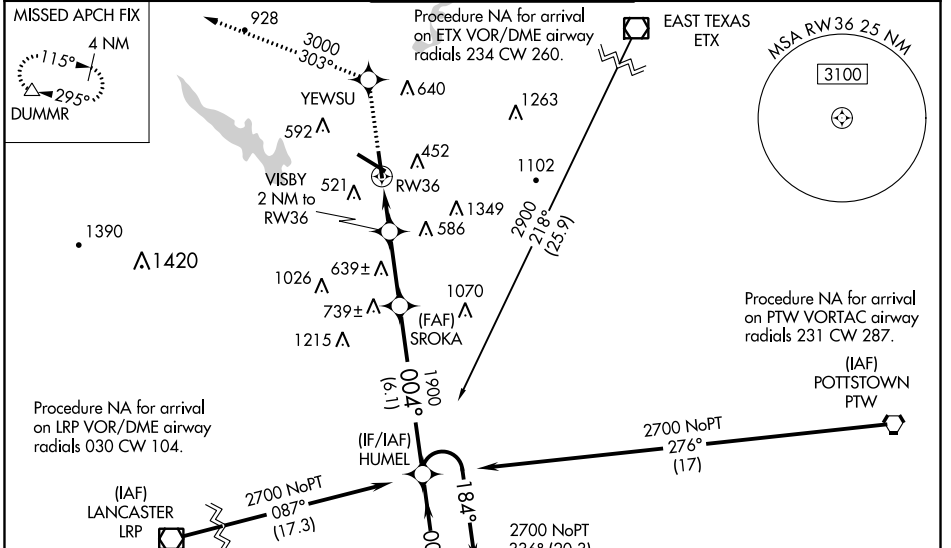 MISSED APCH FIX
4 NM
115°
295°
DUMMR
928
3000
303°
Procedure NA for arrival
on ETX VOR/DME airway
radials 234 CW 260.
EAST TEXAS
ETX
MSA RW36 25 NM
3100
YEWSU
640
1263
592
452
1102
RW36
521
VISBY
2 NM to
RW36
1349
586
2900
218°
(25.9)
1390
1420
639±
1026
1070
739±
(FAF)
SROKA
1215
Procedure NA for arrival
on PTW VORTAC airway
radials 231 CW 287.
(IAF)
POTTSTOWN
PTW
1900
004°
(6.1)
Procedure NA for arrival
on LRP VOR/DME airway
radials 030 CW 104.
(IF/IAF)
HUMEL
2700 NoPT
276°
(17)
(IAF)
LANCASTER
LRP
2700 NoPT
087°
(17.3)
184°
2700 NoPT